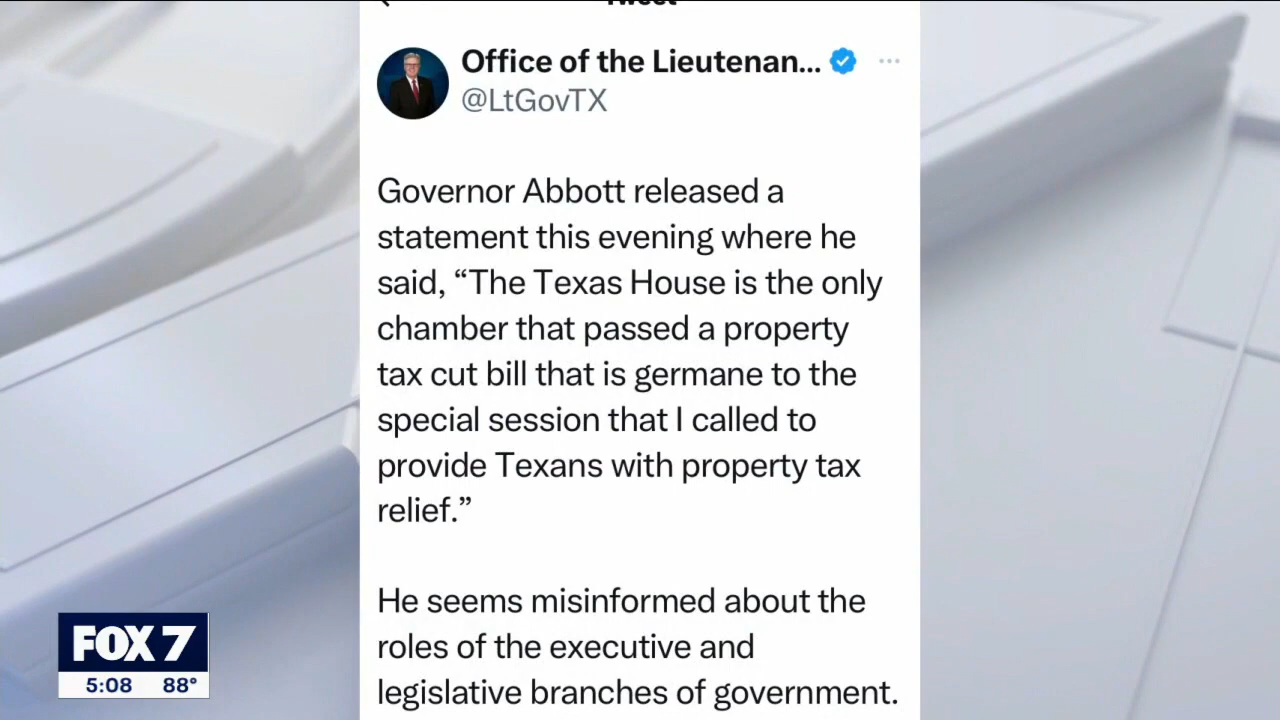 Tweet
Office of the Lieutenan...
@LtGovTX
Governor Abbott released a
statement this evening where he
said, “The Texas House is the only
chamber that passed a property
tax cut bill that is germane to the
special session that I called to
provide Texans with property tax
relief.”
He seems misinformed about the
roles of the executive and
legislative branches of government.
FOX 7
5:08 88°